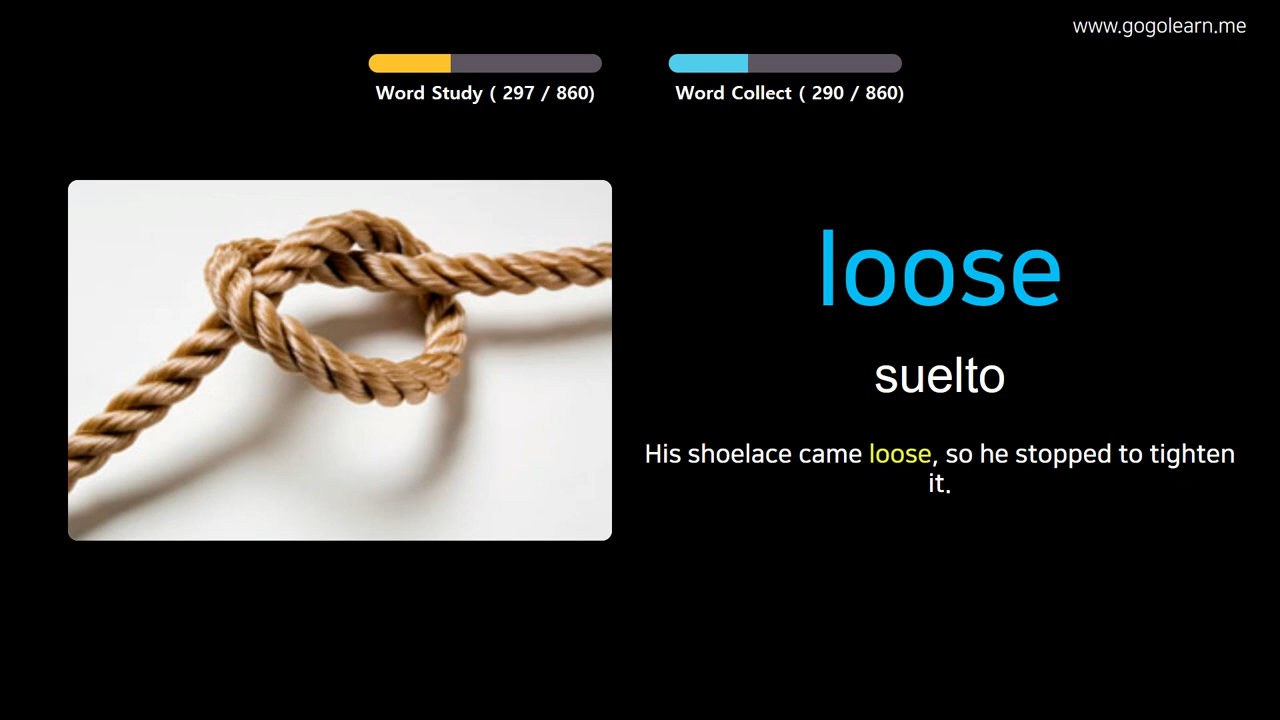 www.gogolearn.me
Word Study ( 297 / 860)
Word Collect ( 290 / 860)
loose
suelto
His shoelace came loose, so he stopped to tighten
it.